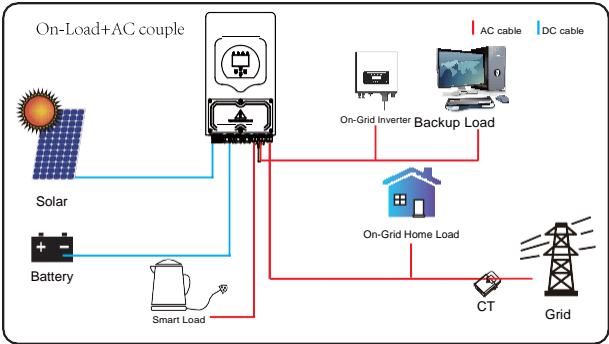 On-Load+AC couple
AC cable
DC cable
On-Grid Inverter
Backup Load
Solar
On-Grid Home Load
Battery
Smart Load
CT
Grid